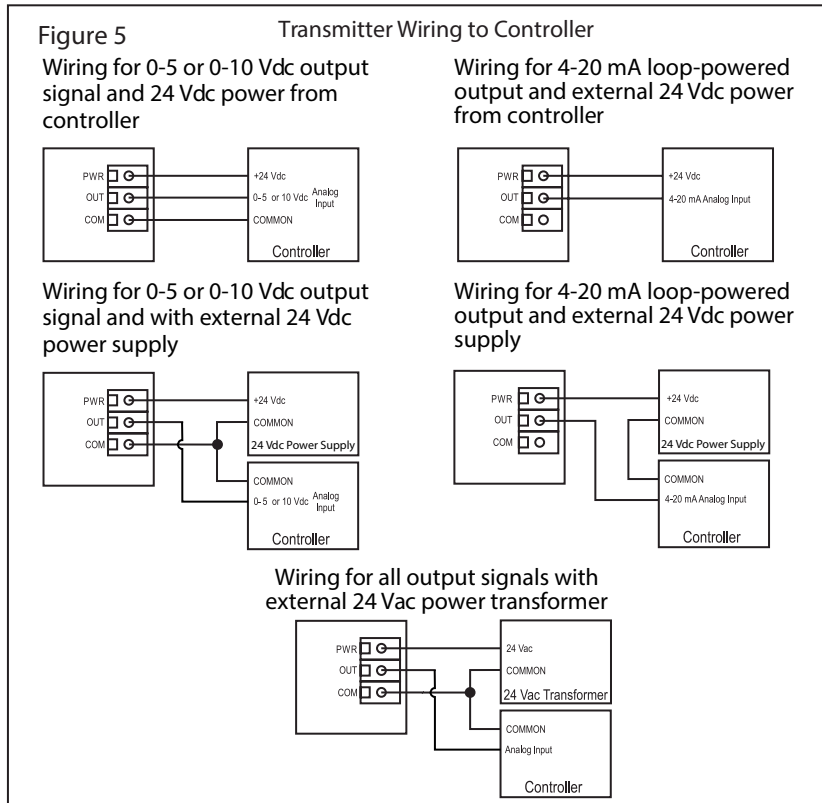 Figure 5
Transmitter Wiring to Controller
Wiring for 0-5 or 0-10 Vdc output
signal and 24 Vdc power from
controller
PWR
OUT
COM
+24 Vdc
0-5 or 10 Vdc Analog
Input
COMMON
Controller
Wiring for 4-20 mA loop-powered
output and external 24 Vdc power
from controller
PWR
OUT
COM
+24 Vdc
4-20 mA Analog Input
Controller
Wiring for 0-5 or 0-10 Vdc output
signal and with external 24 Vdc
power supply
PWR
OUT
COM
+24 Vdc
COMMON
24 Vdc Power Supply
COMMON
0-5 or 10 Vdc Analog
Input
Controller
Wiring for 4-20 mA loop-powered
output and external 24 Vdc power
supply
PWR
OUT
COM
+24 Vdc
COMMON
24 Vdc Power Supply
COMMON
4-20 mA Analog Input
Controller
Wiring for all output signals with
external 24 Vac power transformer
PWR
OUT
COM
24 Vac
COMMON
24 Vac Transformer
COMMON
Analog Input
Controller